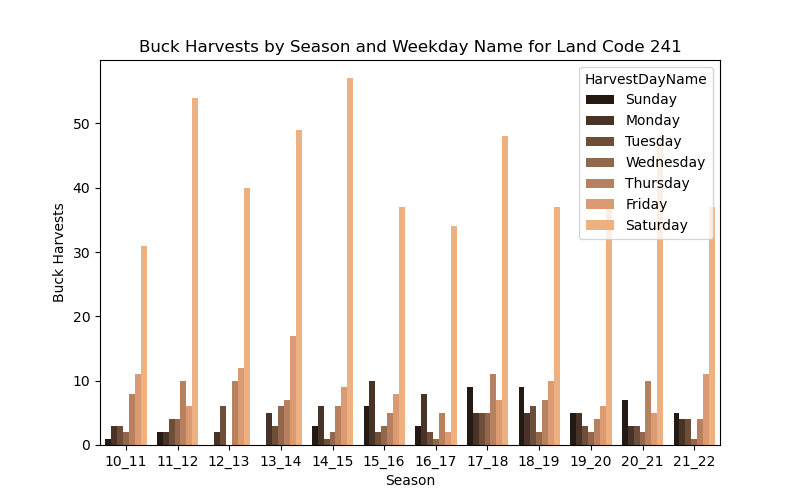 Buck Harvests by Season and Weekday Name for Land Code 241
HarvestDayName
Sunday
Monday
Tuesday
Wednesday
Thursday
Friday
Saturday
Buck Harvests
50
40
30
20
10
0
10_11 11_12 12_13 13_14 14_15 15_16 16_17 17_18 18_19 19_20 20_21 21_22
Season